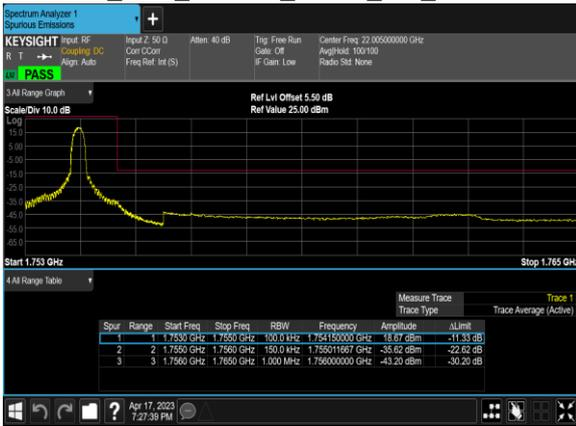 Spectrum Analyzer 1
Spurious Emissions
KEYSIGHT Input: RF Input Z: 50 Ω Atten: 40 dB Trig: Free Run Center Freq: 22.005000000 GHz
R T Coupling: DC Corr CCorr Gate: Off Avg|Hold: 100/100
Align: Auto Freq Ref: Int (S) IF Gain: Low Radio Std: None
LXI PASS
3 All Range Graph
Ref Lvl Offset 5.50 dB
Scale/Div 10.0 dB Ref Value 25.00 dBm
Log
15.0
5.00
-5.00
-15.0
-25.0
-35.0
-45.0
-55.0
-65.0
Start 1.753 GHz Stop 1.765 GHz
4 All Range Table
Measure Trace Trace 1
Trace Type Trace Average (Active)
Spur Range Start Freq Stop Freq RBW Frequency Amplitude ΔLimit
1 1 1.7530 GHz 1.7550 GHz 100.0 kHz 1.754150000 GHz 18.67 dBm -11.33 dB
2 2 1.7550 GHz 1.7560 GHz 150.0 kHz 1.755011667 GHz -35.62 dBm -22.62 dB
3 3 1.7560 GHz 1.7650 GHz 1.000 MHz 1.756000000 GHz -43.20 dBm -30.20 dB
Apr 17, 2023
7:27:39 PM